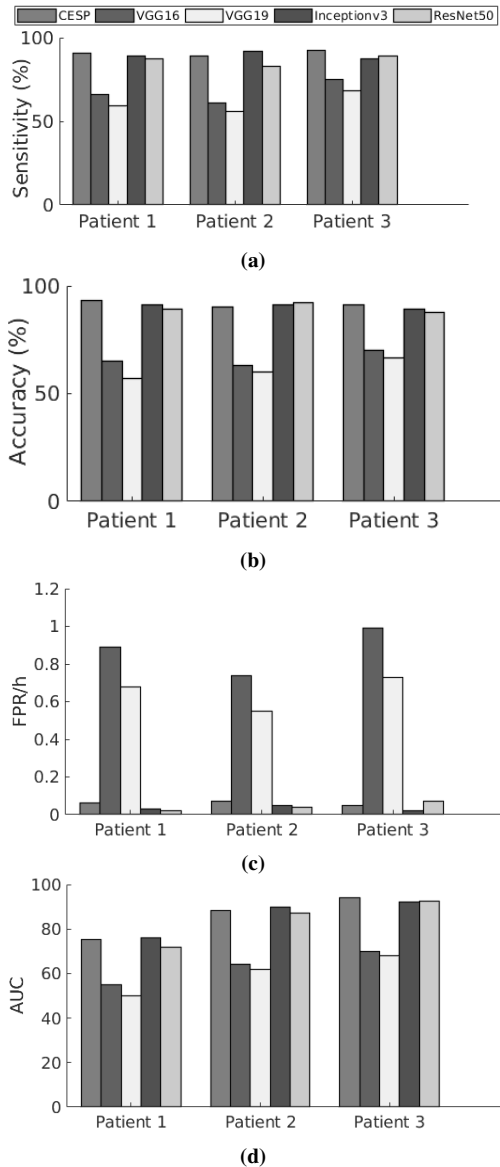 CESP VGG16 VGG19 Inceptionv3 ResNet50
Sensitivity (%)
100
50
0
Patient 1 Patient 2 Patient 3
(a)
Accuracy (%)
100
50
0
Patient 1 Patient 2 Patient 3
(b)
FPR/h
1.2
1
0.8
0.6
0.4
0.2
0
Patient 1 Patient 2 Patient 3
(c)
AUC
100
80
60
40
20
0
Patient 1 Patient 2 Patient 3
(d)